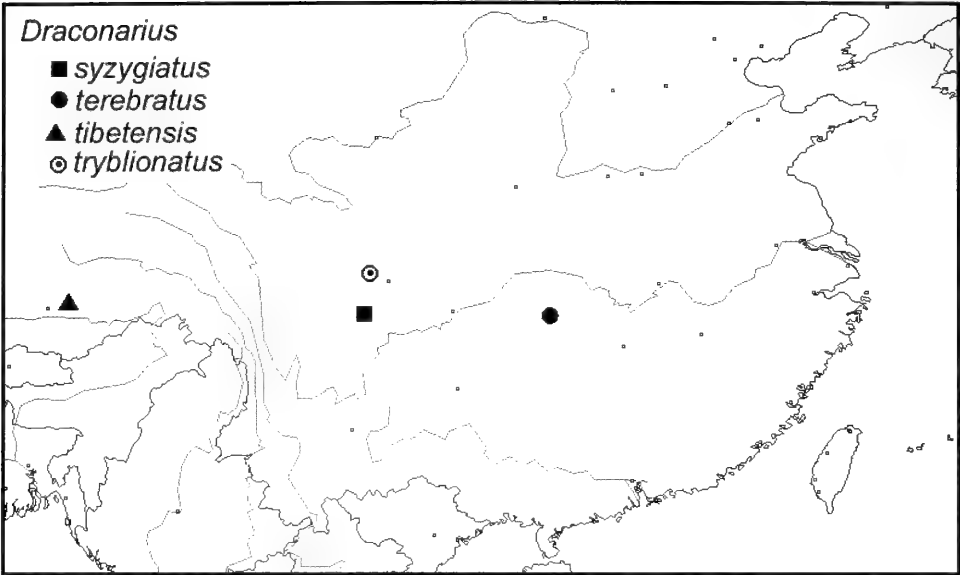 Draconarius
syzygiatus
terebratus
tibetensis
tryblionatus